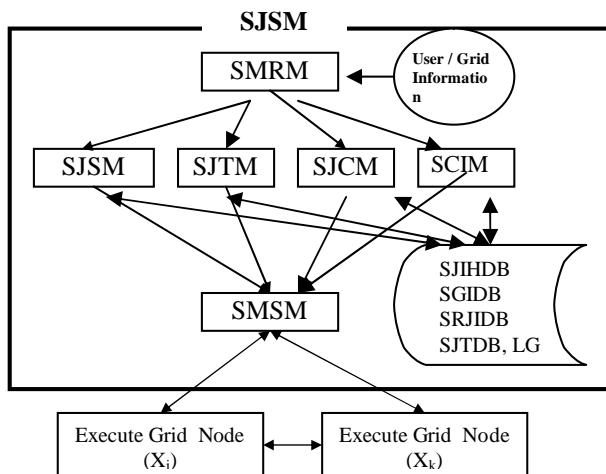 SJSM
SMRM
User / Grid
Informatio
n
SJSM
SJTM
SJCM
SCIM
SJIHDB
SGIDB
SRJIDB
SJTDB, LG
SMSM
Execute Grid Node
(Xj)
Execute Grid Node
(Xk)